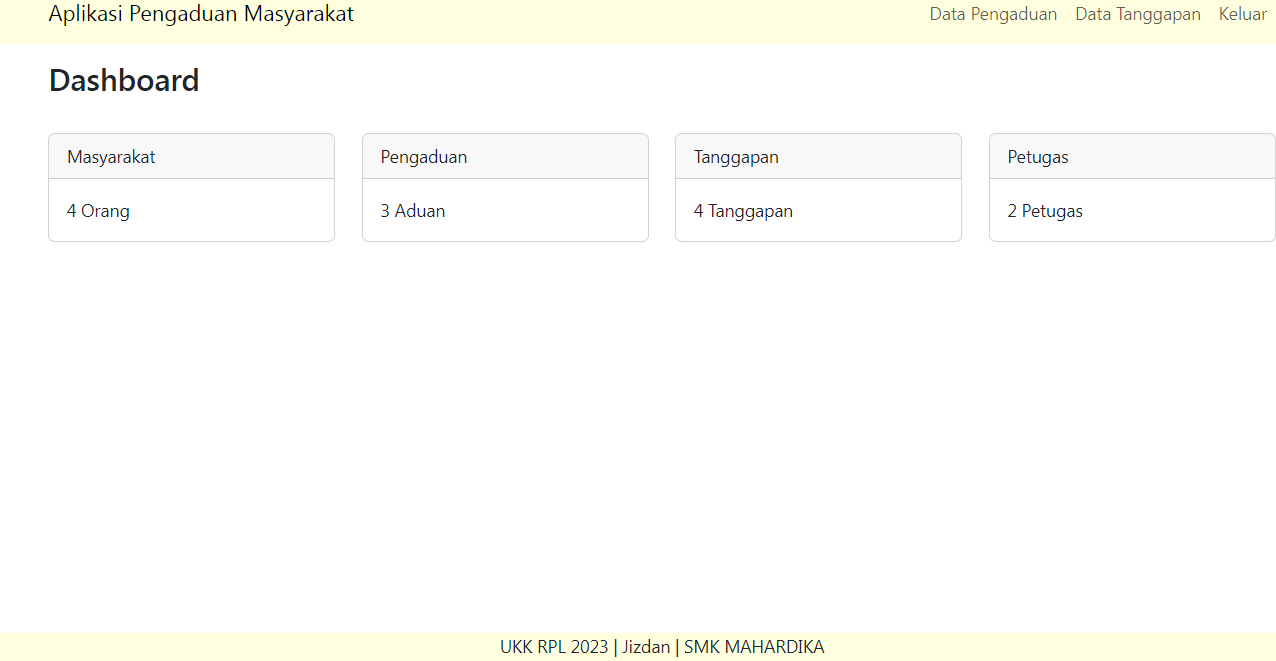 Aplikasi Pengaduan Masyarakat
Data Pengaduan Data Tanggapan Keluar
Dashboard
Masyarakat
4 Orang
Pengaduan
3 Aduan
Tanggapan
4 Tanggapan
Petugas
2 Petugas
UKK RPL 2023 | Jizdan | SMK MAHARDIKA